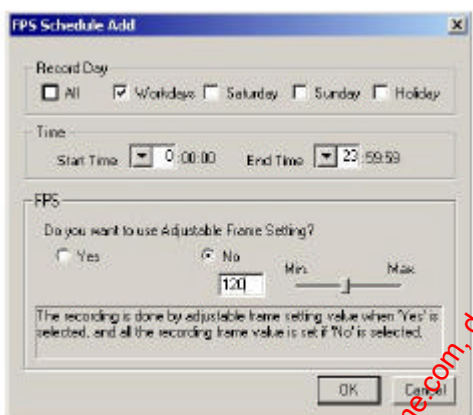 FPS Schedule Add
Record Day
All Workdays Saturday Sunday Holiday
Time
Start Time 0 :00:00 End Time 23 :59:59
FPS
Do you want to use Adjustable Frame Setting?
Yes No
120 Min. Max
The recording is done by adjustable frame setting value when 'Yes' is
selected, and all the recording frame value is set if 'No' is selected.
OK Cancel